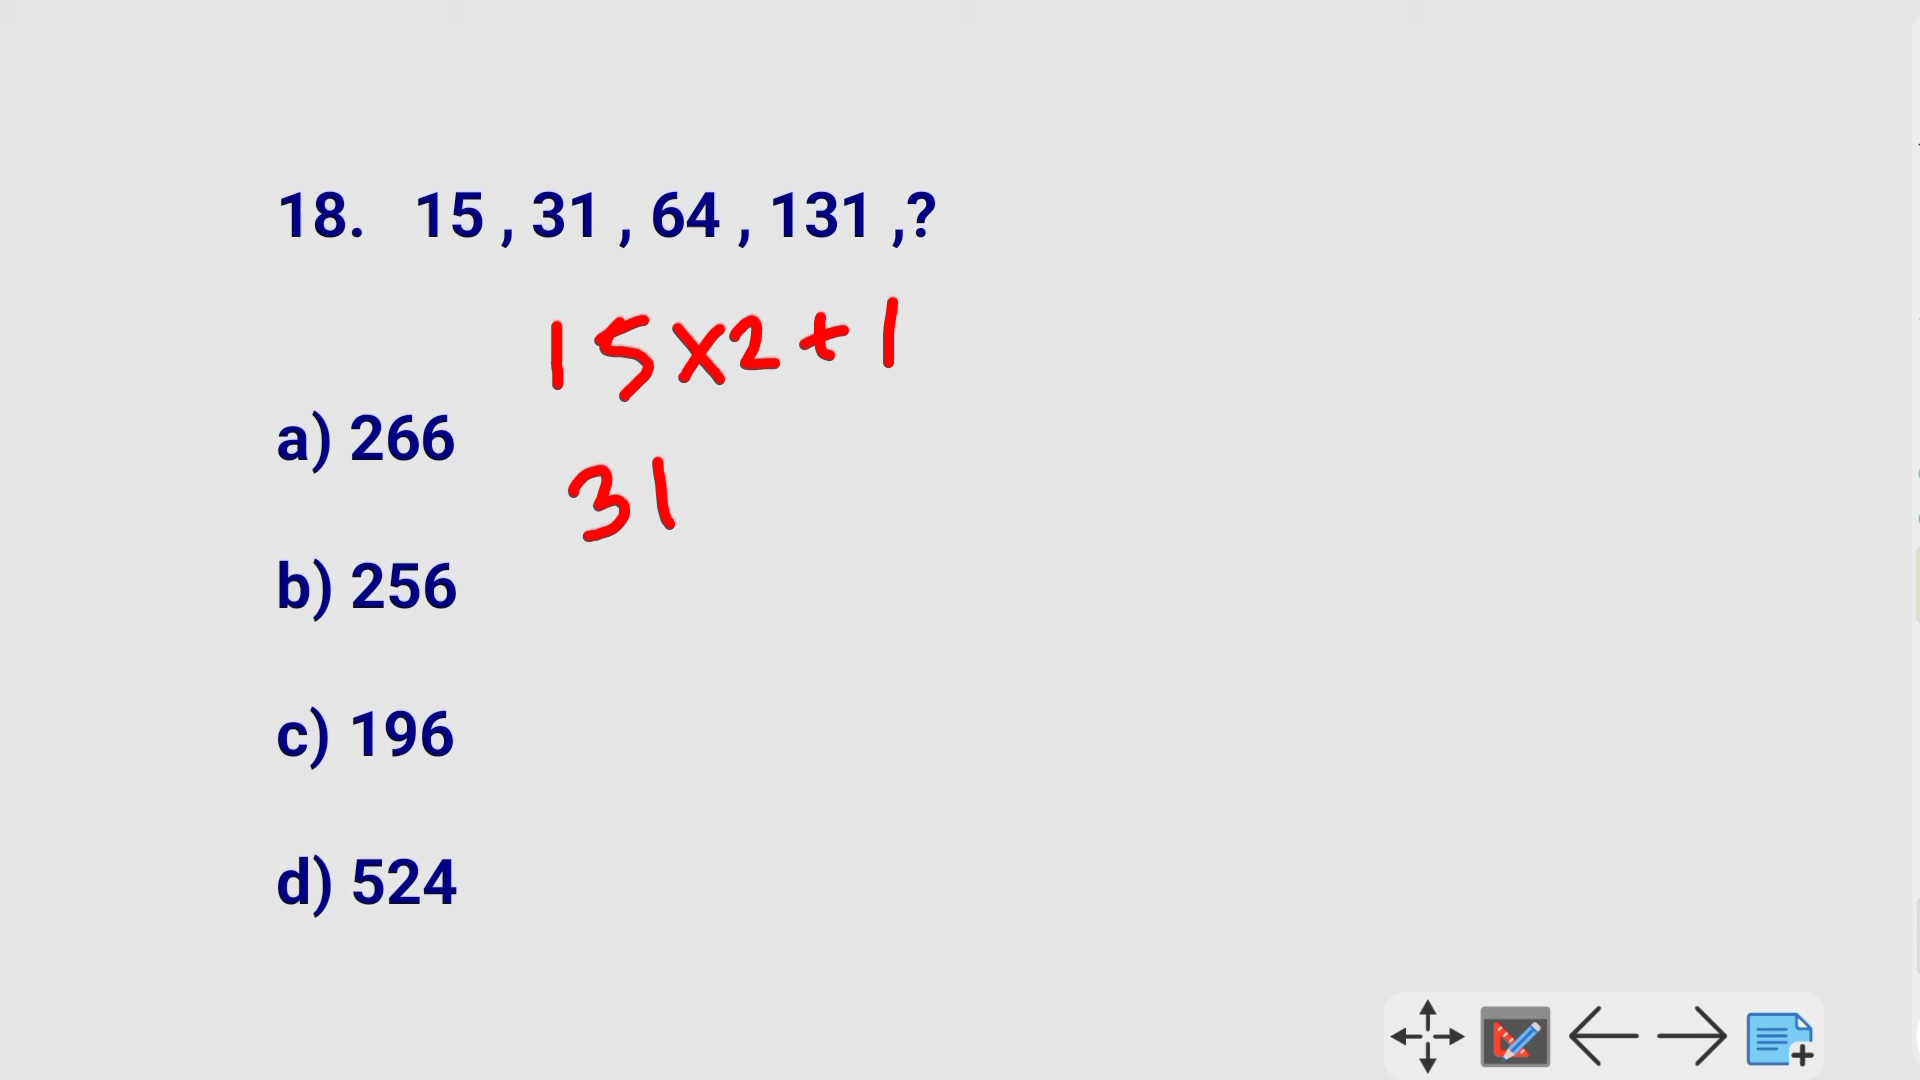 18. 15 , 31 , 64 , 131 ,?
15x2+1
a) 266
31
b) 256
c) 196
d) 524